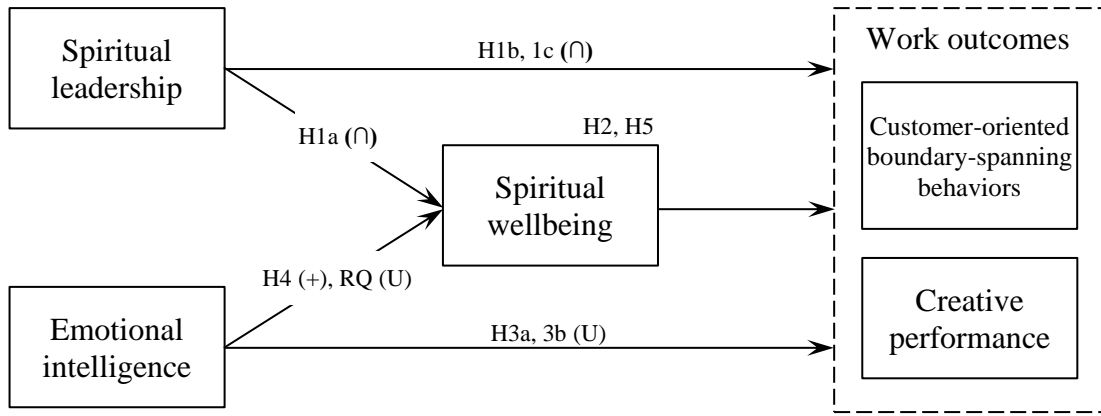 Spiritual
leadership
H1b, 1c (∩)
Work outcomes
H1a (∩)
H2, H5
Customer-oriented
boundary-spanning
behaviors
Spiritual
wellbeing
H4 (+), RQ (U)
Emotional
intelligence
H3a, 3b (U)
Creative
performance